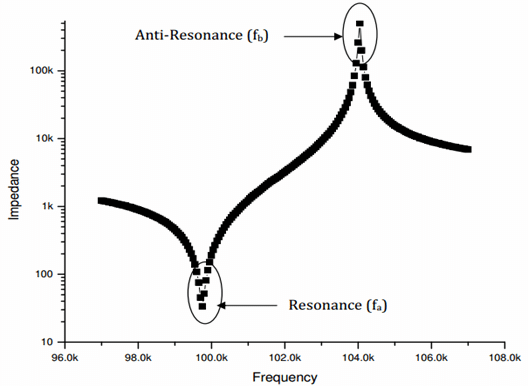 Anti-Resonance (fb)
100k
10k
1k
100
10
Impedance
Resonance (fa)
96.0k 98.0k 100.0k 102.0k 104.0k 106.0k 108.0k
Frequency